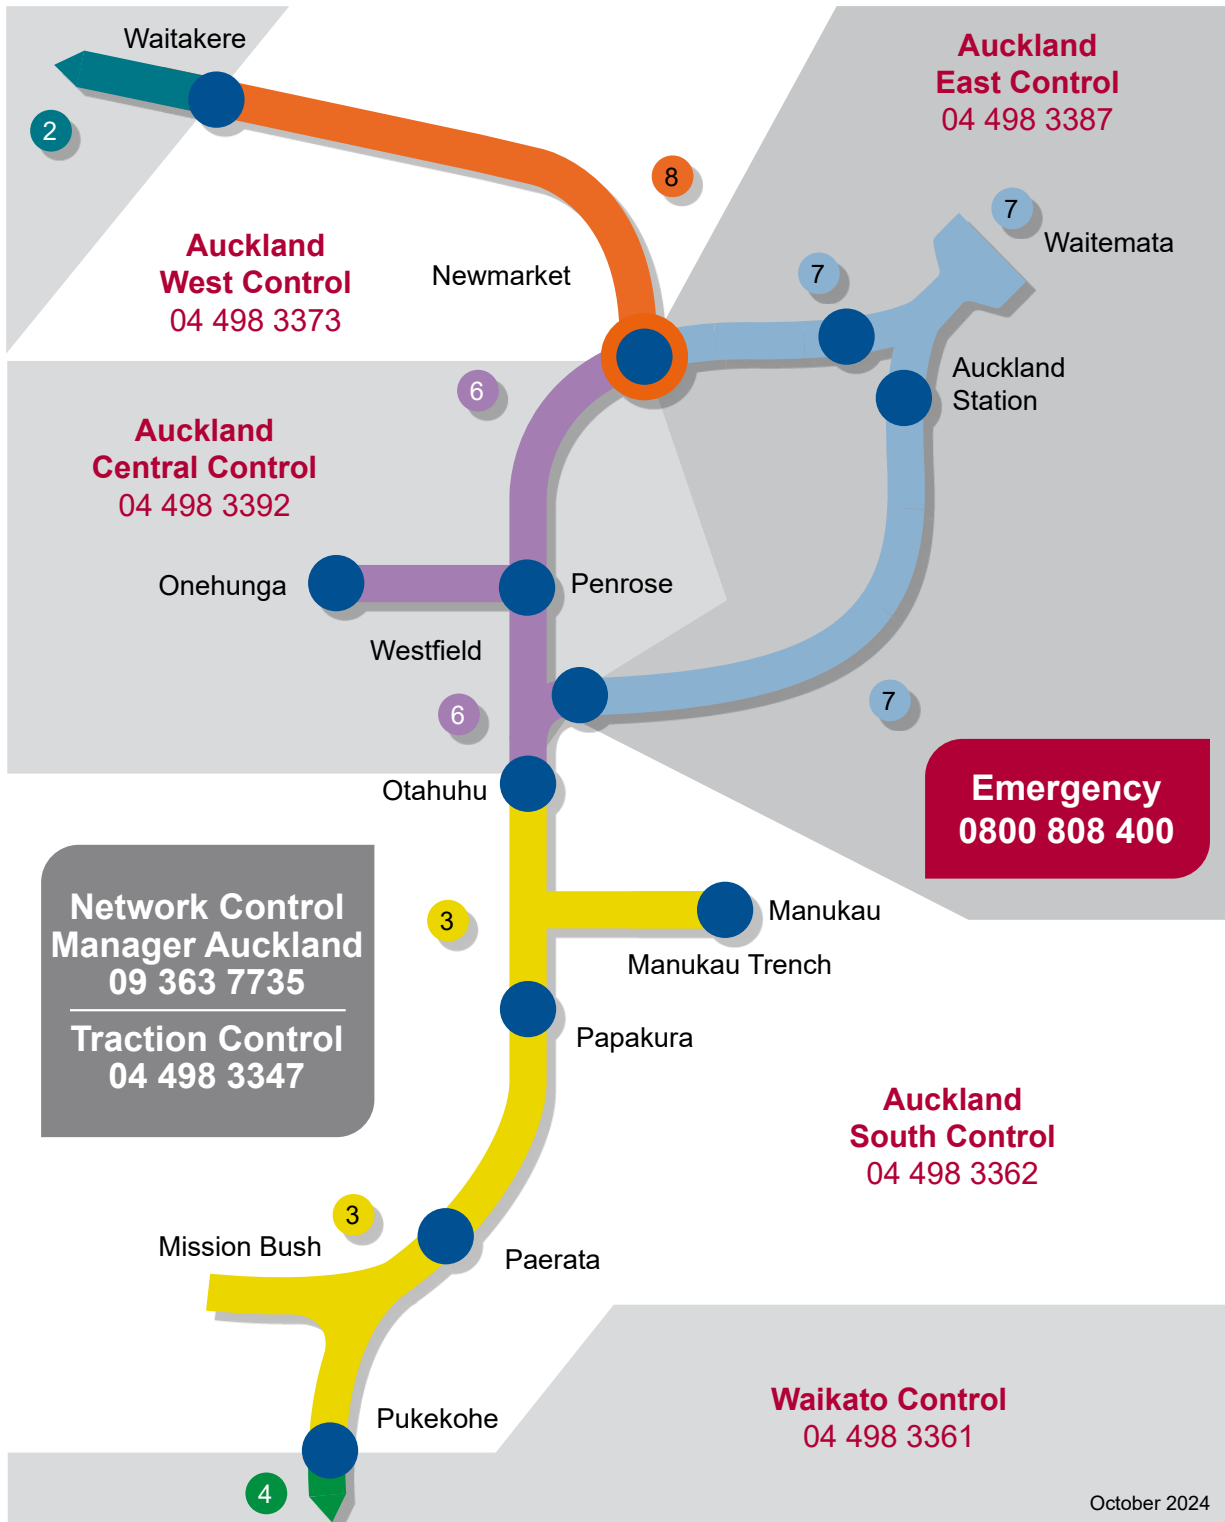 Waitakere
2
Auckland
East Control
04 498 3387
8
7
Waitemata
Auckland
West Control
04 498 3373
Newmarket
7
Auckland
Station
6
Auckland
Central Control
04 498 3392
Onehunga
Penrose
Westfield
6
7
Otahuhu
Emergency
0800 808 400
Network Control
Manager Auckland
09 363 7735
Traction Control
04 498 3347
3
Manukau
Manukau Trench
Papakura
Auckland
South Control
04 498 3362
3
Mission Bush
Paerata
Pukekohe
Waikato Control
04 498 3361
4
October 2024